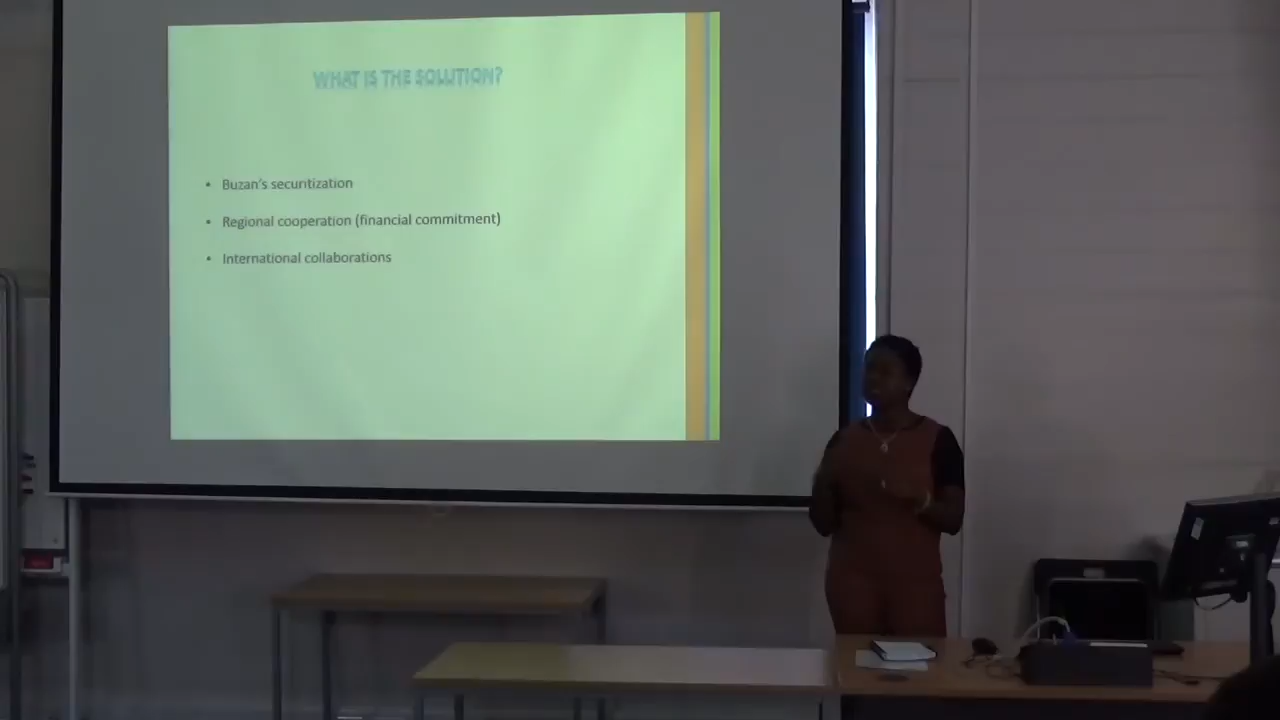 WHAT IS THE SOLUTION?
• Buzan's securitization
• Regional cooperation (financial commitment)
• International collaborations